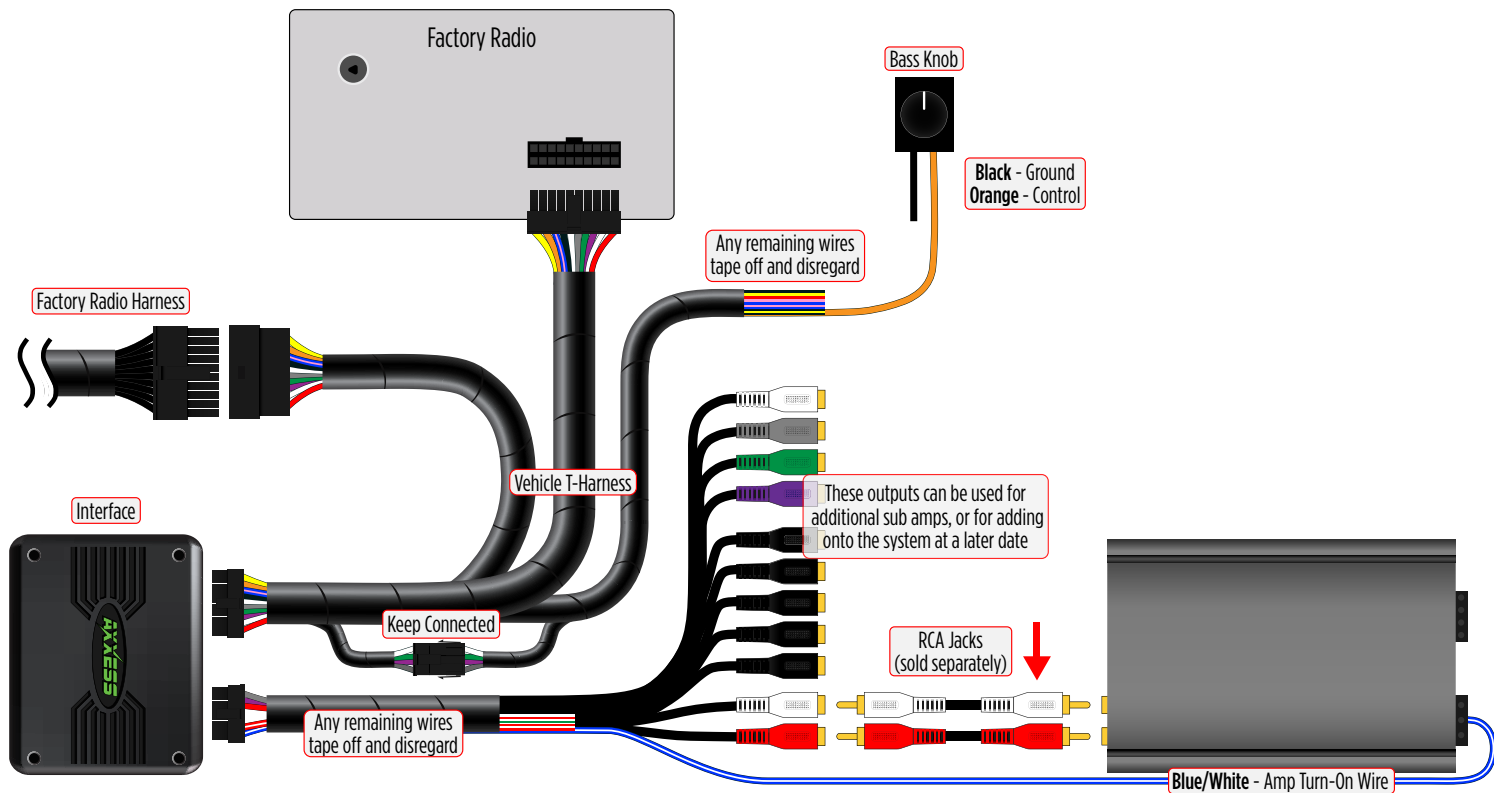 Factory Radio
Bass Knob
Black - Ground
Orange - Control
Any remaining wires
tape off and disregard
Factory Radio Harness
Vehicle T-Harness
These outputs can be used for
additional sub amps, or for adding
onto the system at a later date
Interface
AXXESS
Keep Connected
RCA Jacks
(sold separately)
Any remaining wires
tape off and disregard
Blue/White - Amp Turn-On Wire